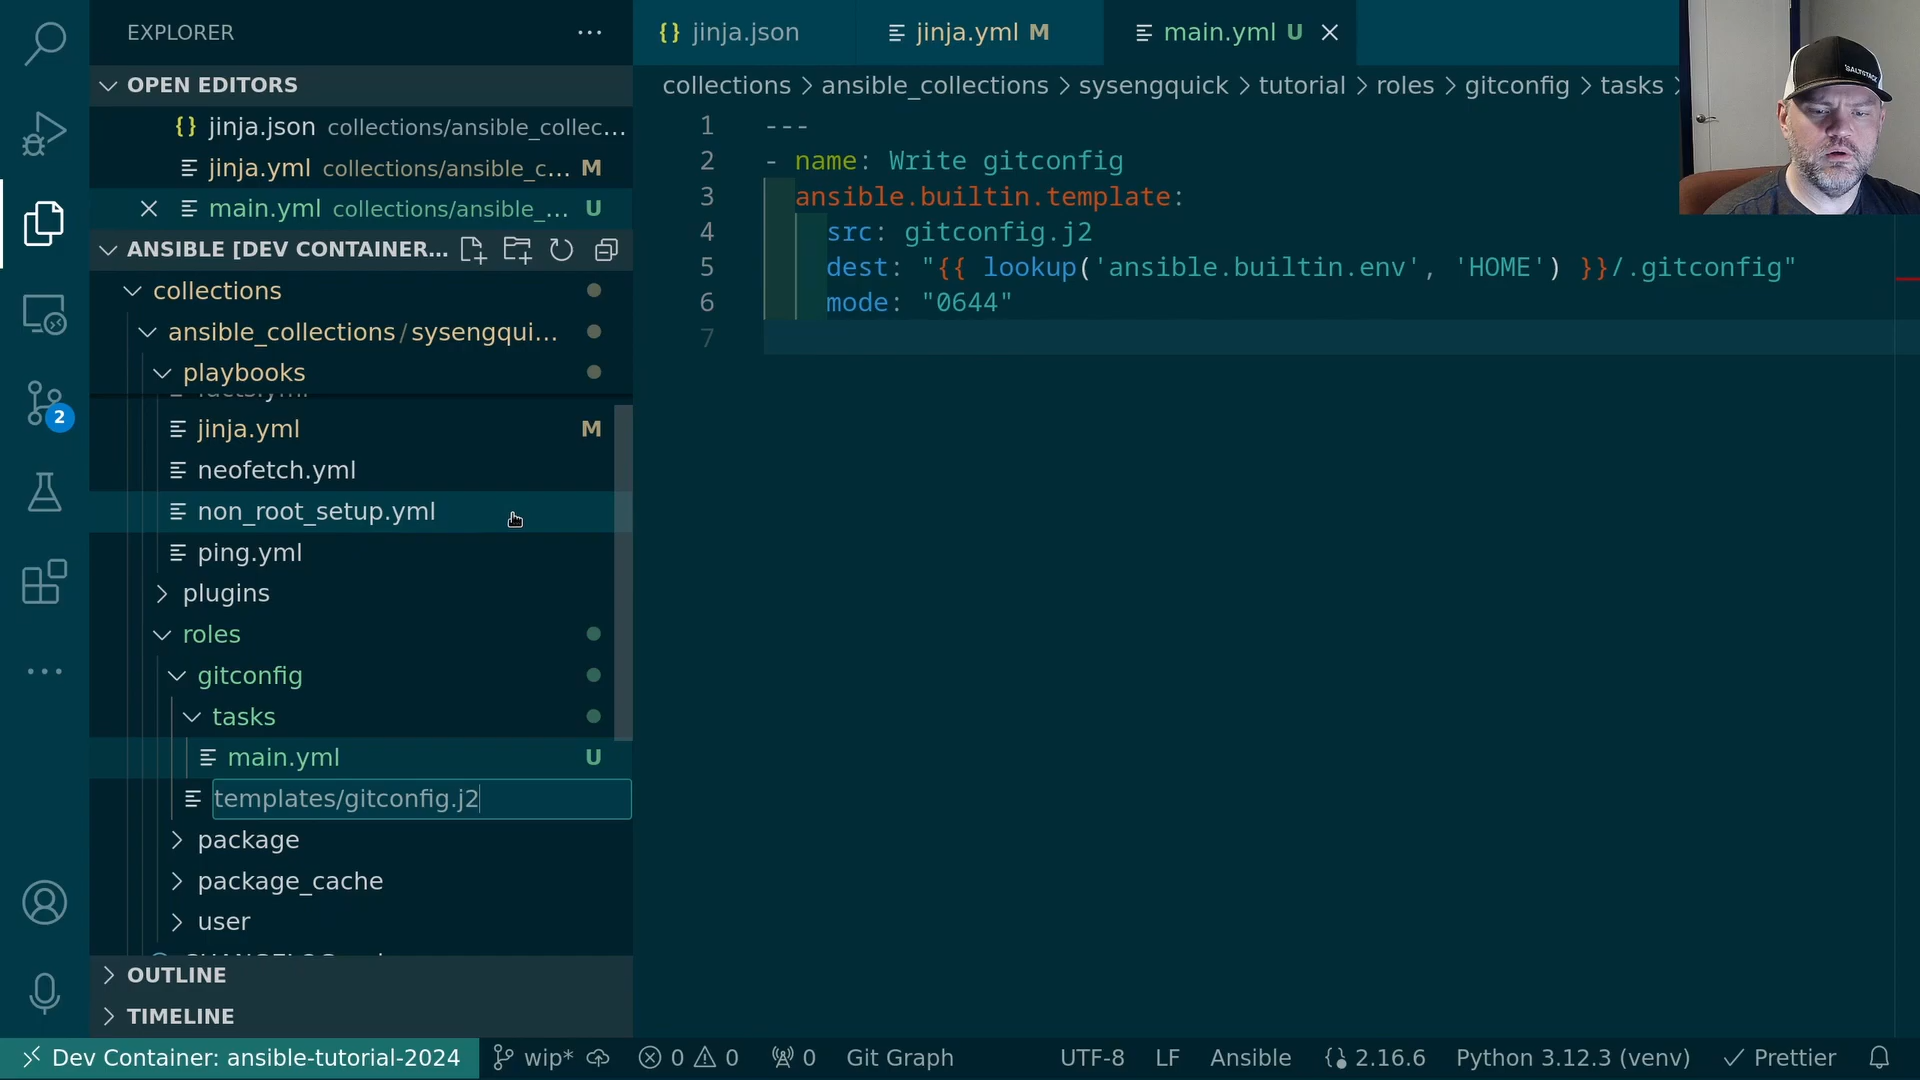 EXPLORER
OPEN EDITORS
jinja.json collections/ansible_collec...
jinja.yml collections/ansible_c... M
main.yml collections/ansible_... U
ANSIBLE [DEV CONTAINER...
collections
ansible_collections/sysengqui...
playbooks
facts.yml
jinja.yml M
neofetch.yml
non_root_setup.yml
ping.yml
plugins
roles
gitconfig
tasks
main.yml U
templates/gitconfig.j2
package
package_cache
user
OUTLINE
TIMELINE
2
{} jinja.json
jinja.yml M
main.yml U
collections > ansible_collections > sysengquick > tutorial > roles > gitconfig > tasks >
1 ---
2 - name: Write gitconfig
3 ansible.builtin.template:
4 src: gitconfig.j2
5 dest: "{{ lookup('ansible.builtin.env', 'HOME') }}/.gitconfig"
6 mode: "0644"
7
SALTSTACK
Dev Container: ansible-tutorial-2024 wip* 0 0 0 Git Graph UTF-8 LF Ansible 2.16.6 Python 3.12.3 (venv) Prettier